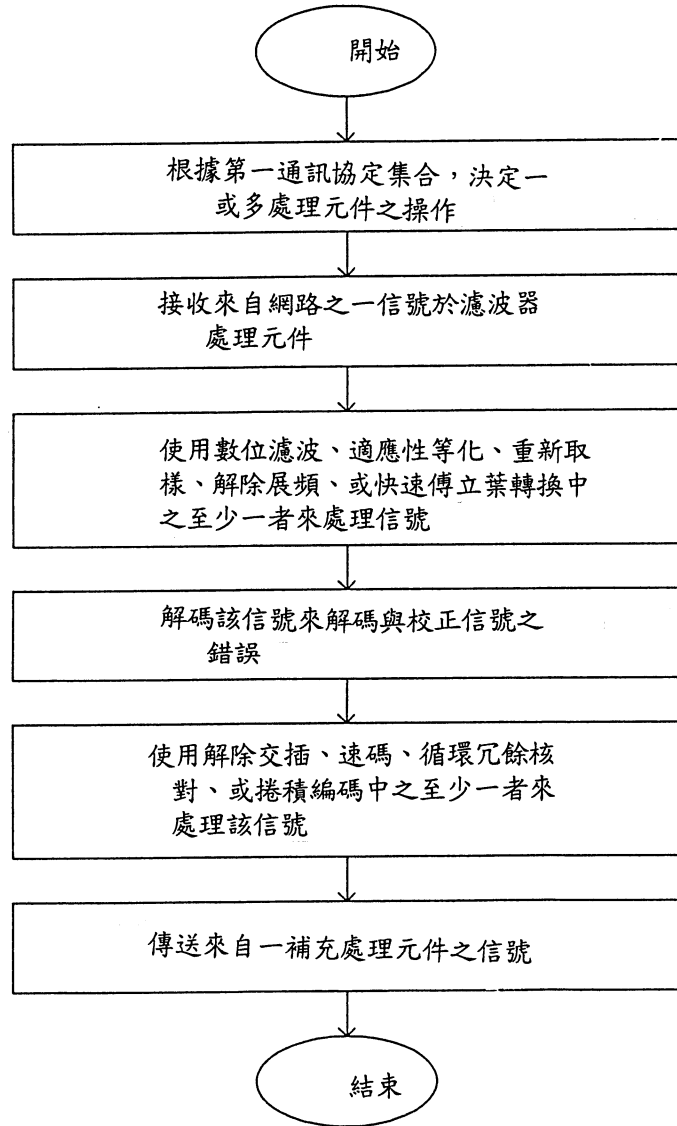 開始
根據第一通訊協定集合，決定一
或多處理元件之操作
接收來自網路之一信號於濾波器
處理元件
使用數位濾波、適應性等化、重新取
樣、解除展頻、或快速傅立葉轉換中
之至少一者來處理信號
解碼該信號來解碼與校正信號之
錯誤
使用解除交插、速碼、循環冗餘核
對、或捲積編碼中之至少一者來
處理該信號
傳送來自一補充處理元件之信號
結束